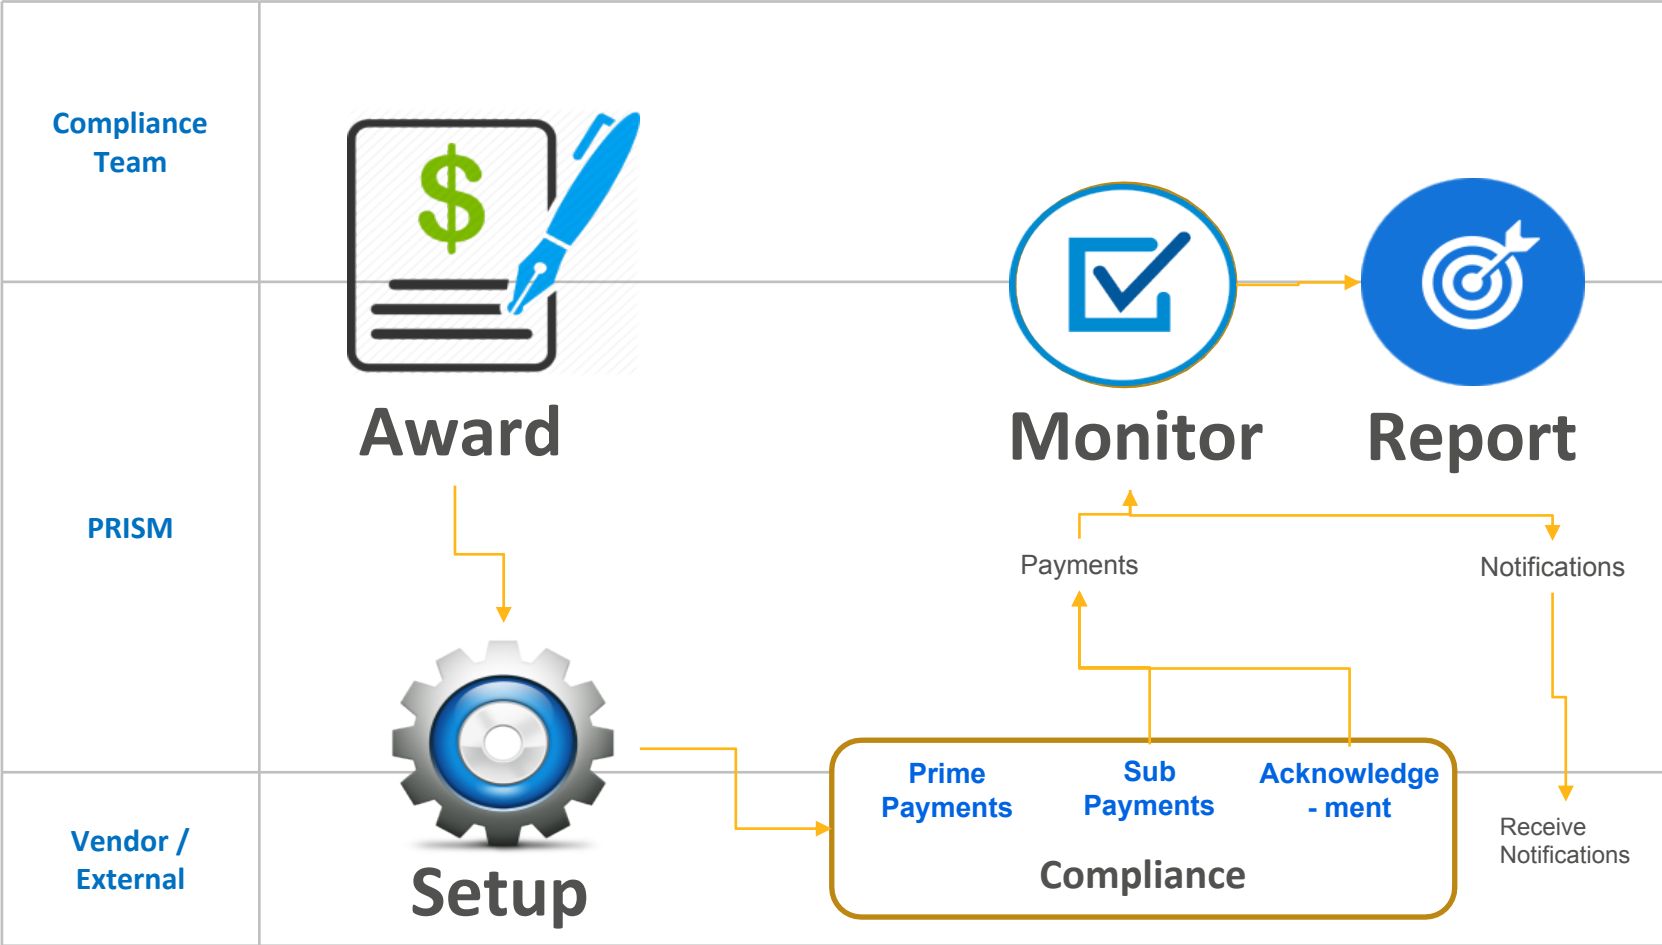 Compliance
Team
$
Award
Monitor
Report
PRISM
Payments
Notifications
Prime
Payments
Sub
Payments
Acknowledge
- ment
Vendor /
External
Setup
Compliance
Receive
Notifications